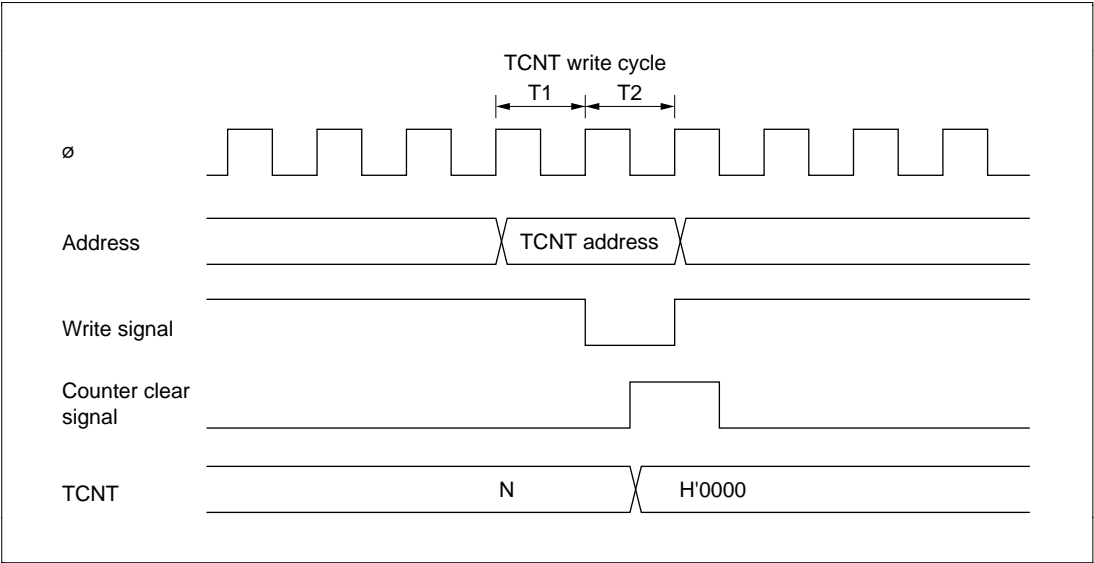 TCNT write cycle
T1 T2
ø
Address TCNT address
Write signal
Counter clear
signal
TCNT N H'0000